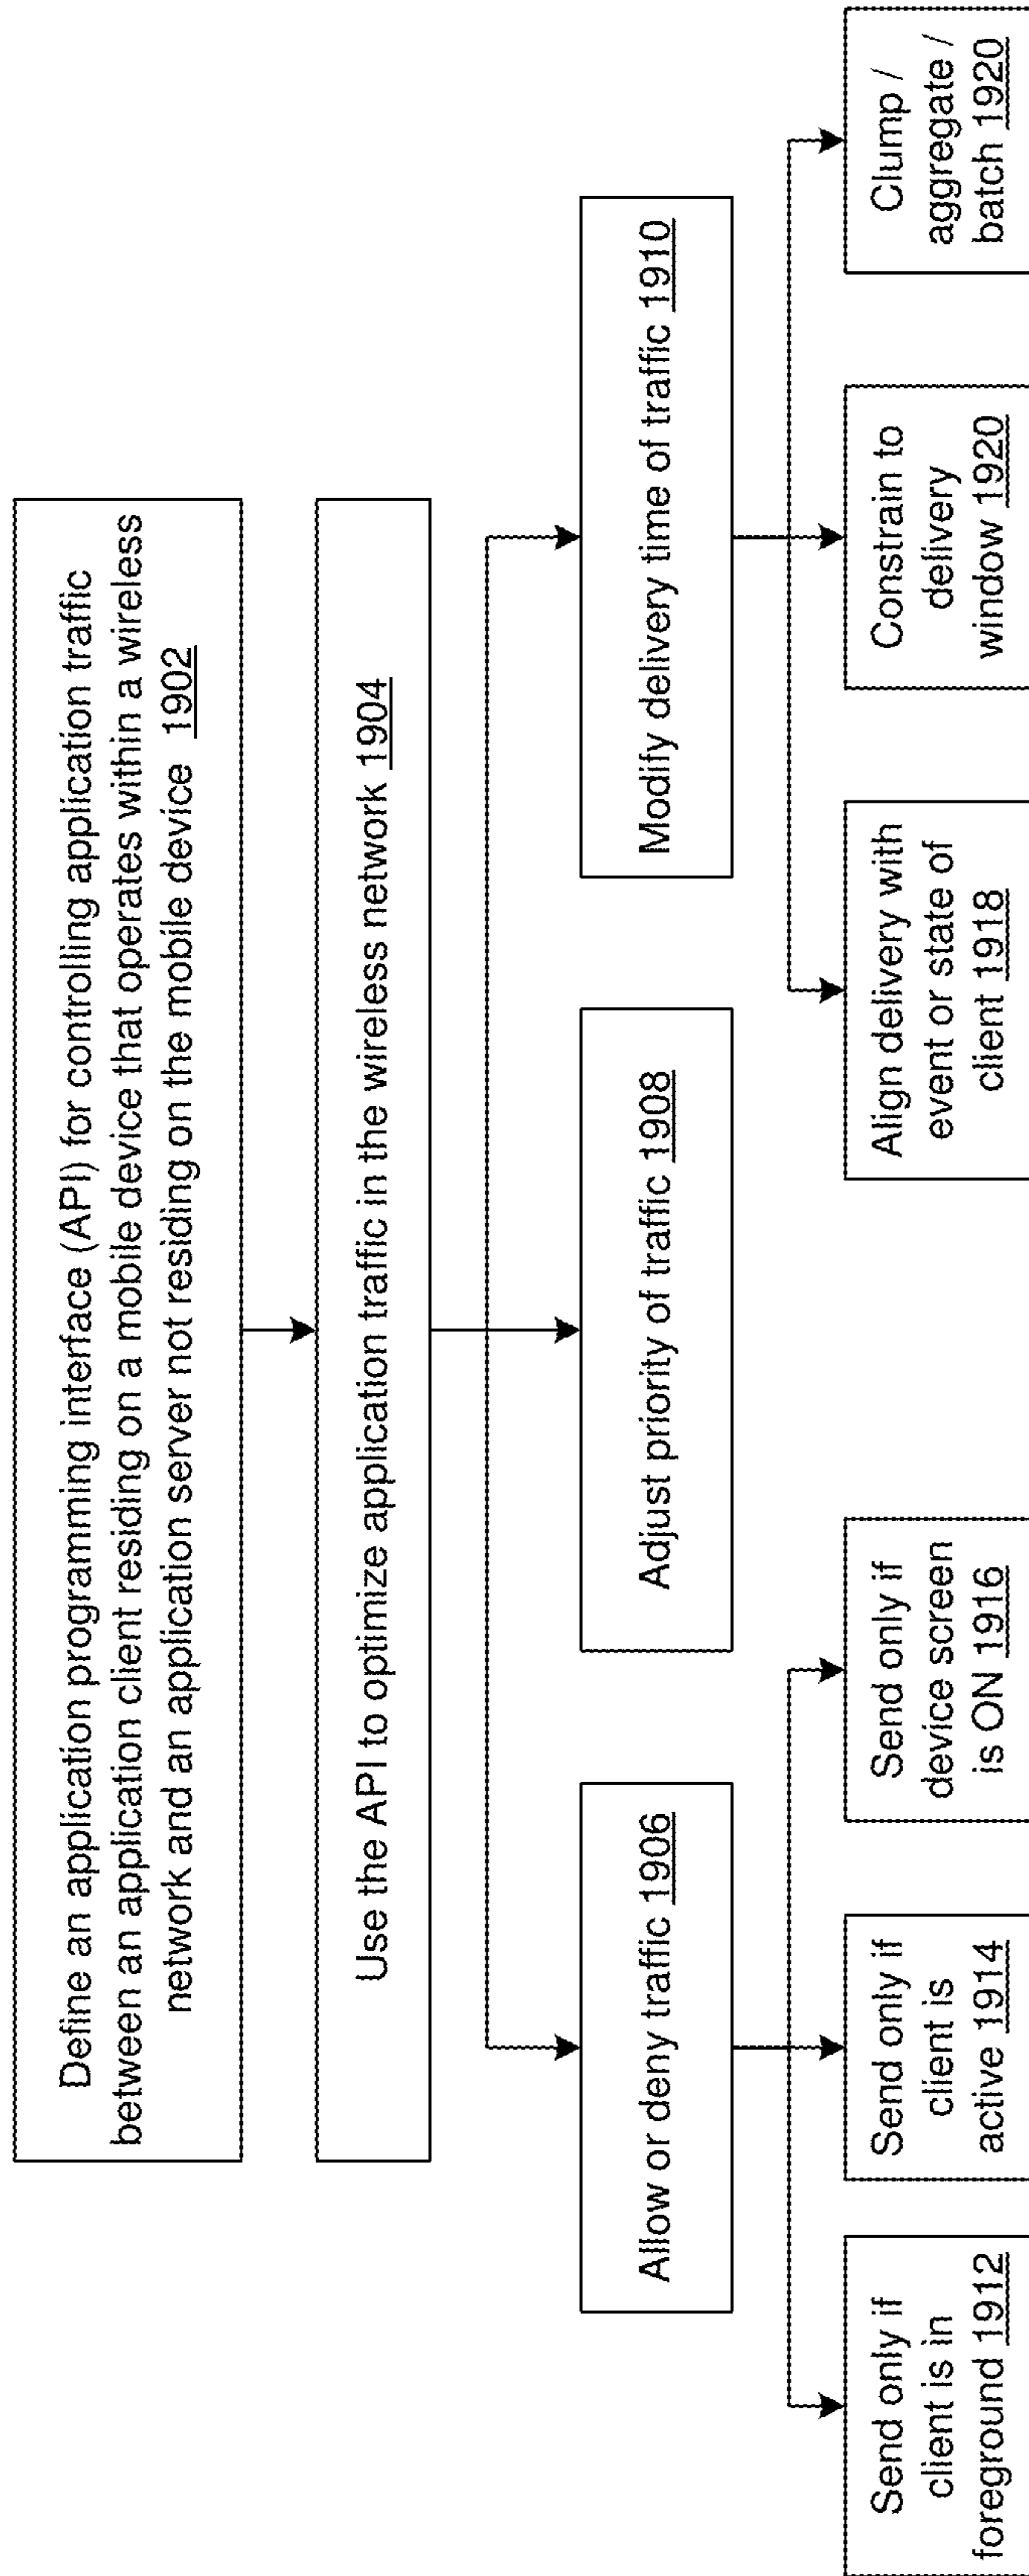 Define an application programming interface (API) for controlling application traffic
between an application client residing on a mobile device that operates within a wireless
network and an application server not residing on the mobile device 1902
Use the API to optimize application traffic in the wireless network 1904
Allow or deny traffic 1906
Adjust priority of traffic 1908
Modify delivery time of traffic 1910
Send only if
client is in
foreground 1912
Send only if
client is
active 1914
Send only if
device screen
is ON 1916
Align delivery with
event or state of
client 1918
Constrain to
delivery
window 1920
Clump /
aggregate /
batch 1920